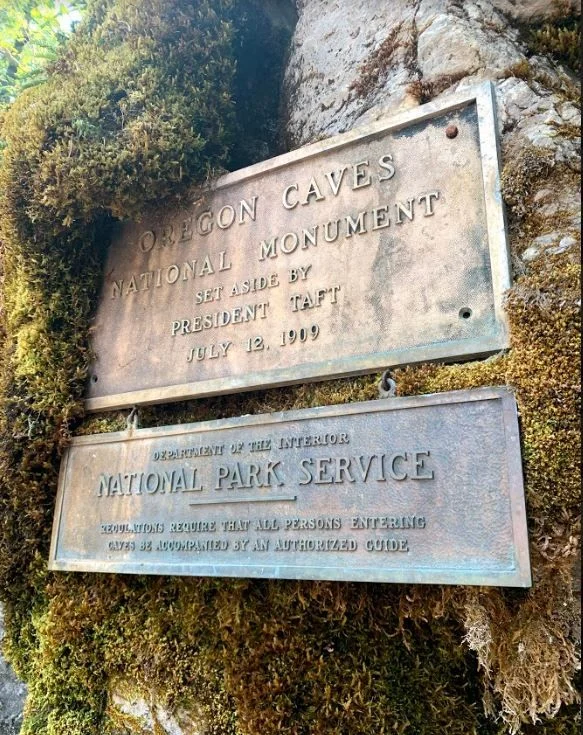 OREGON CAVES
NATIONAL MONUMENT
SET ASIDE BY
PRESIDENT TAFT
JULY 12, 1909
DEPARTMENT OF THE INTERIOR
NATIONAL PARK SERVICE
REGULATIONS REQUIRE THAT ALL PERSONS ENTERING
CAVES BE ACCOMPANIED BY AN AUTHORIZED GUIDE